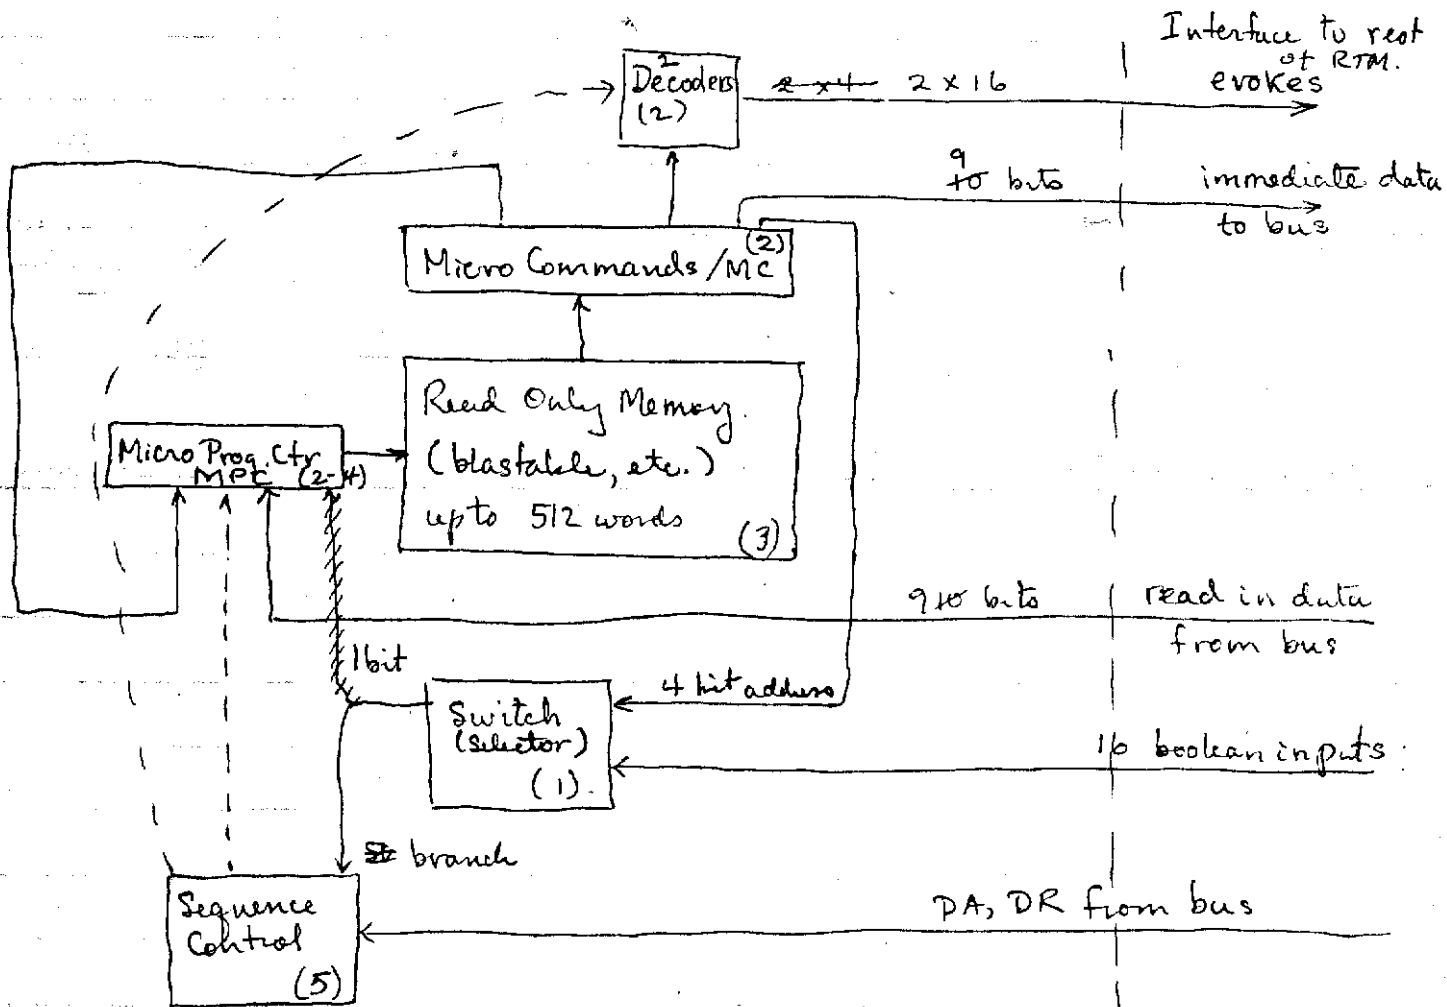 Interface to rest
of RTM.
2
Decoders
(2)
2 x 4 2 x 16
evokes
9
10 bits
immediate data
to bus
(2)
Micro Commands/MC
Read Only Memory.
(blastable, etc.)
up to 512 words
(3)
Micro Prog. Ctr
MPC (2-4)
9 10 bits
read in data
from bus
1 bit
4 bit address
Switch
(selector)
(1).
16 boolean inputs
branch
Sequence
Control
(5)
DA, DR from bus